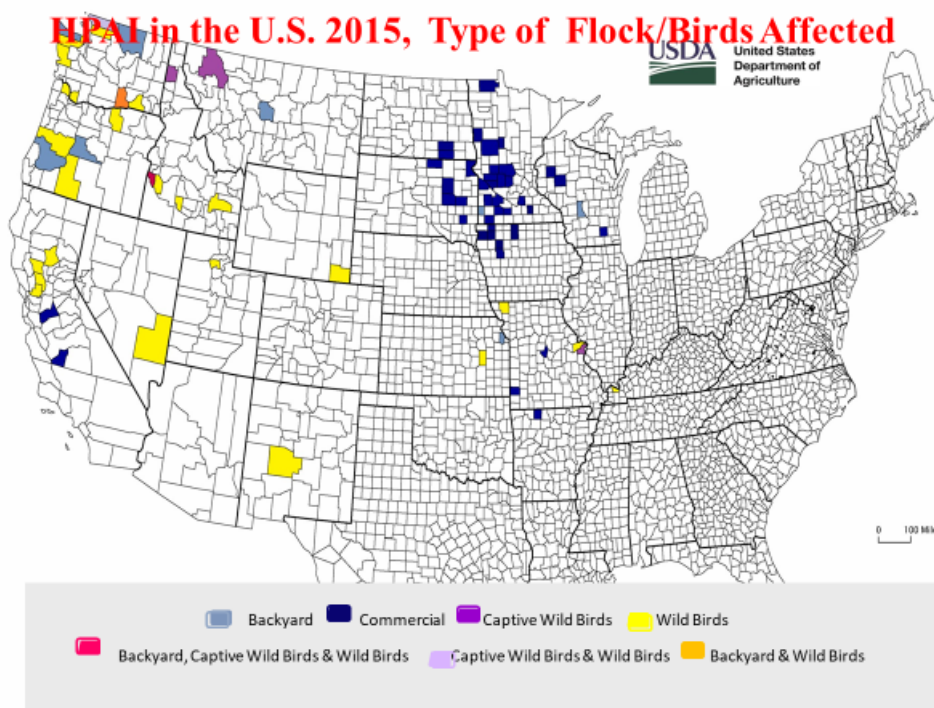 HPAI in the U.S. 2015, Type of Flock/Birds Affected
USDA
United States
Department of
Agriculture
0 100 Mil
Backyard Commercial Captive Wild Birds Wild Birds
Backyard, Captive Wild Birds & Wild Birds Captive Wild Birds & Wild Birds Backyard & Wild Birds